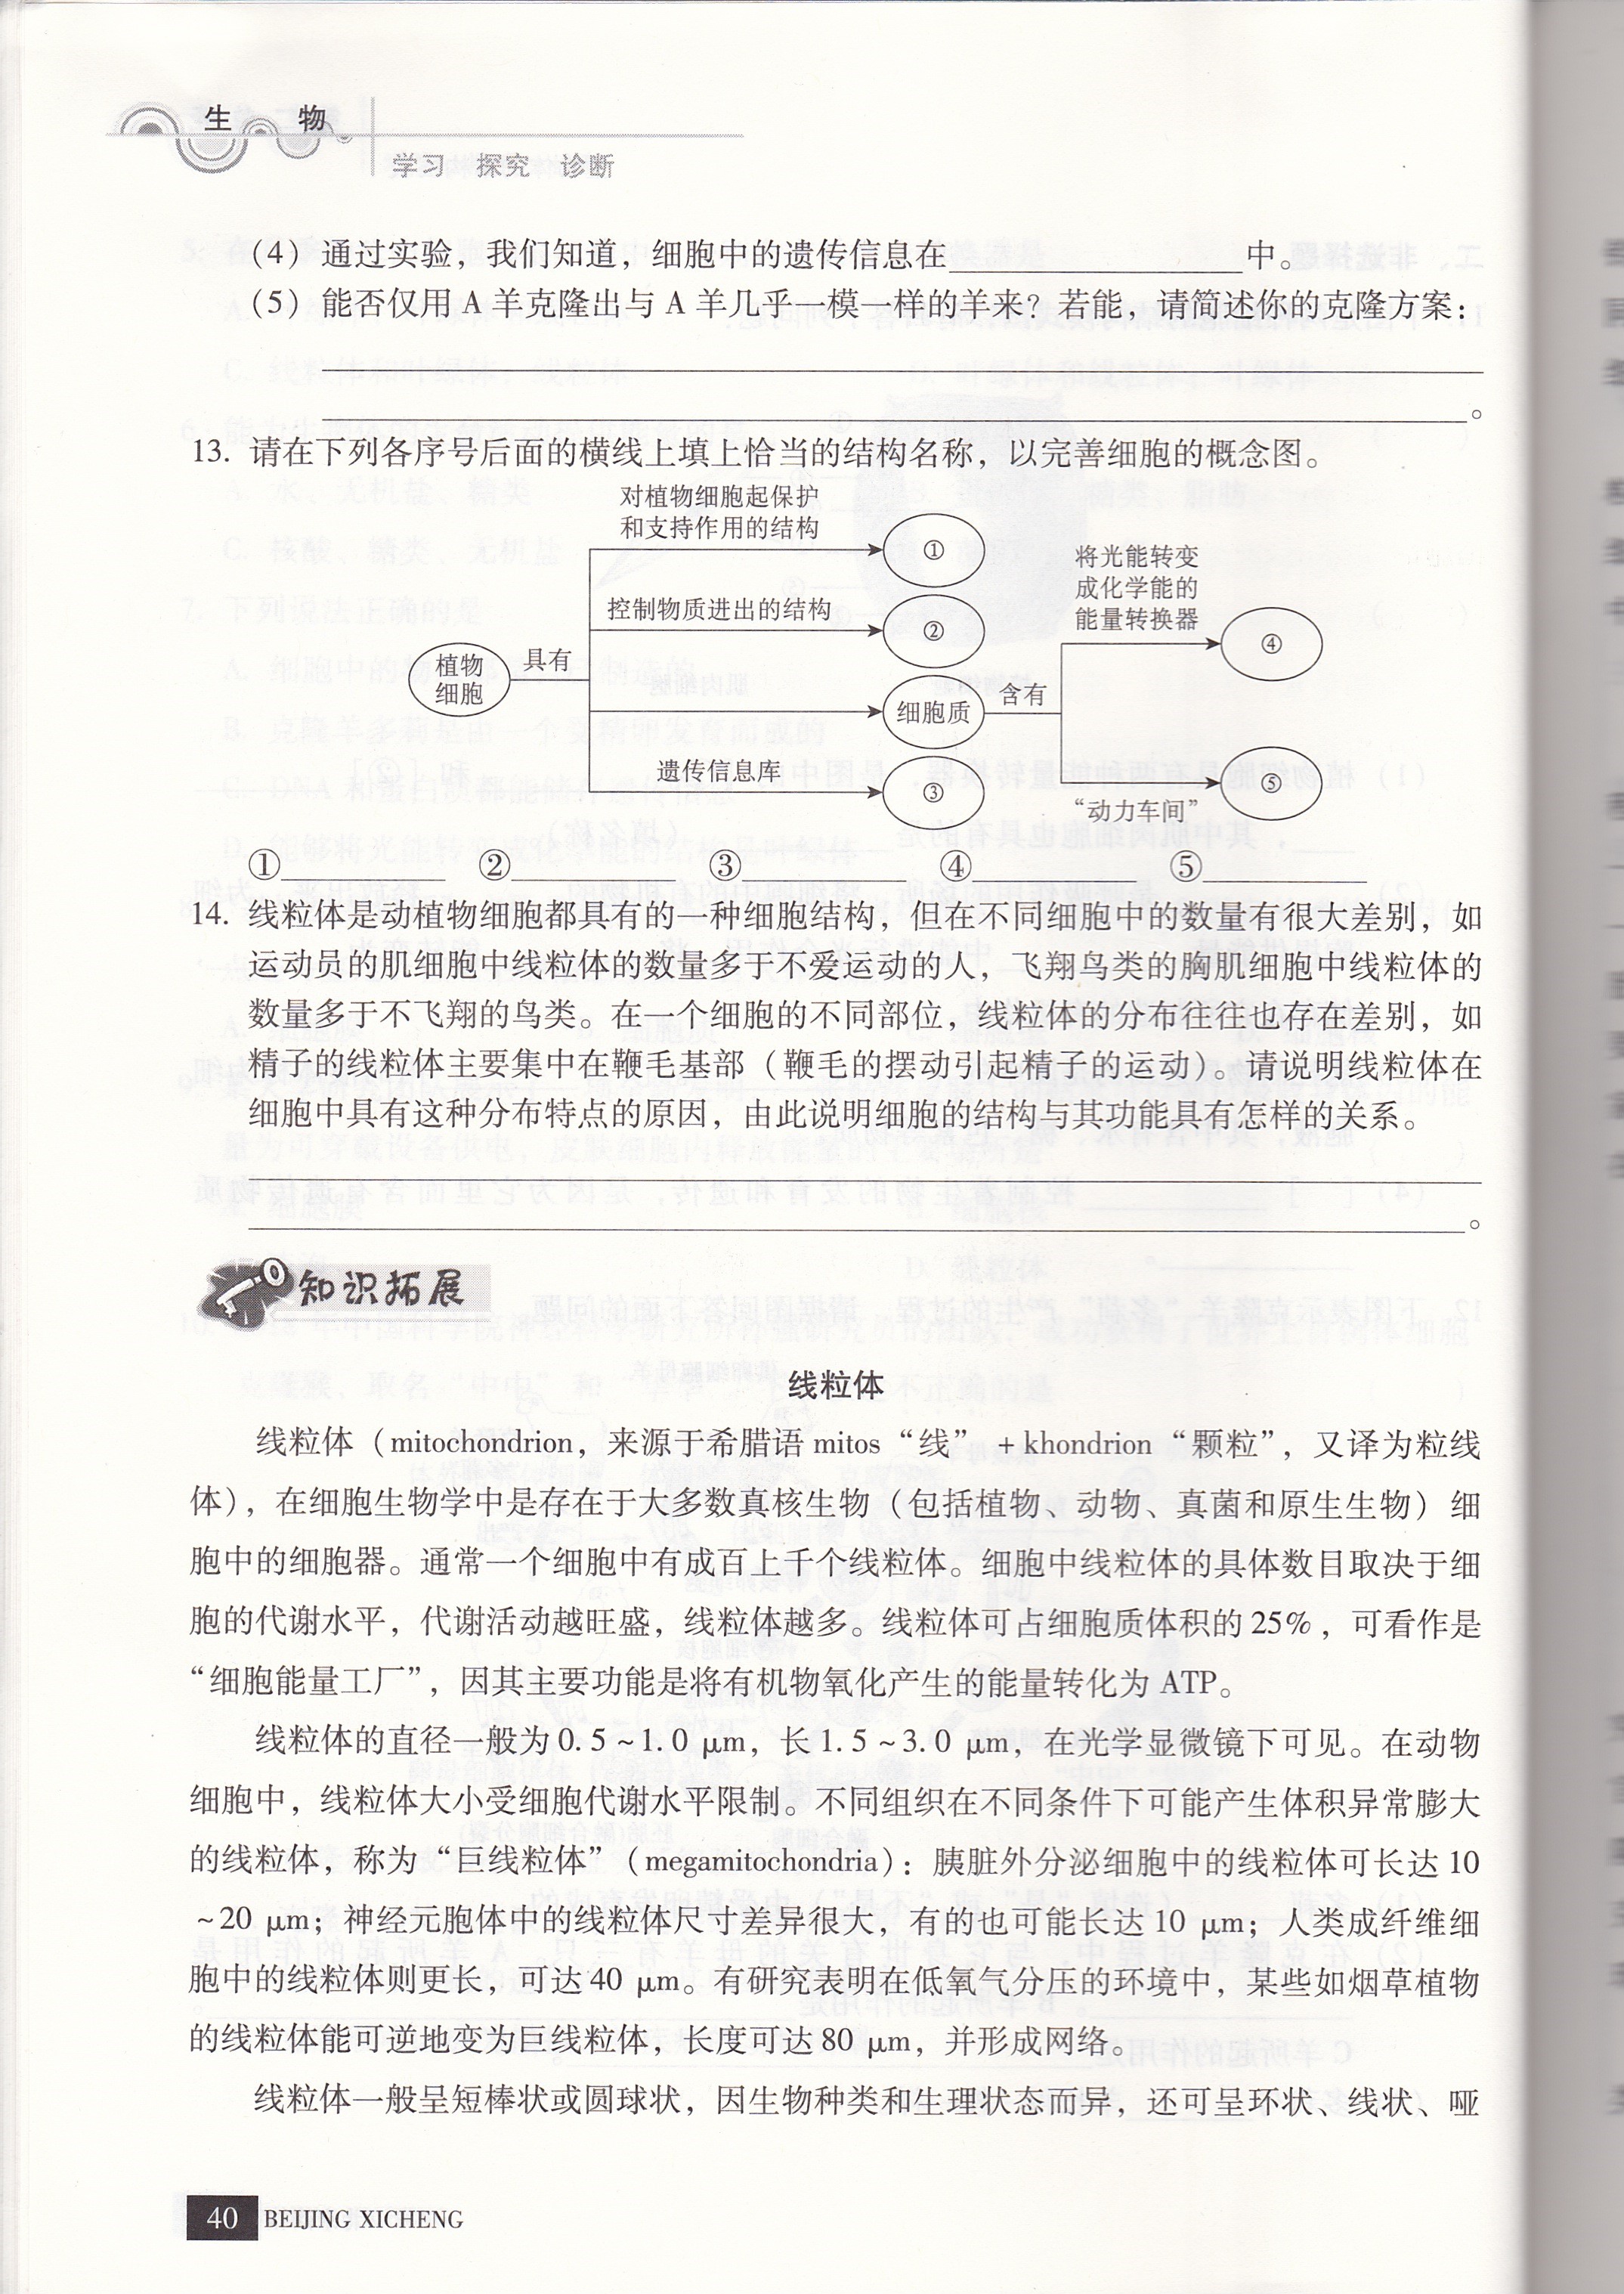 生 物
学习 探究 诊断
（4）通过实验，我们知道，细胞中的遗传信息在________________中。
（5）能否仅用 A 羊克隆出与 A 羊几乎一模一样的羊来？若能，请简述你的克隆方案：
________________
________________。
13. 请在下列各序号后面的横线上填上恰当的结构名称，以完善细胞的概念图。
对植物细胞起保护
和支持作用的结构
①
控制物质进出的结构
②
植物
细胞
具有
细胞质
含有
遗传信息库
③
将光能转变
成化学能的
能量转换器
④
“动力车间”
⑤
①________ ②________ ③________ ④________ ⑤________
14. 线粒体是动植物细胞都具有的一种细胞结构，但在不同细胞中的数量有很大差别，如
运动员的肌细胞中线粒体的数量多于不爱运动的人，飞翔鸟类的胸肌细胞中线粒体的
数量多于不飞翔的鸟类。在一个细胞的不同部位，线粒体的分布往往也存在差别，如
精子的线粒体主要集中在鞭毛基部（鞭毛的摆动引起精子的运动）。请说明线粒体在
细胞中具有这种分布特点的原因，由此说明细胞的结构与其功能具有怎样的关系。
________________
________________。
知识拓展
线粒体
线粒体（mitochondrion，来源于希腊语 mitos “线” + khondrion “颗粒”，又译为粒线
体），在细胞生物学中是存在于大多数真核生物（包括植物、动物、真菌和原生生物）细
胞中的细胞器。通常一个细胞中有成百上千个线粒体。细胞中线粒体的具体数目取决于细
胞的代谢水平，代谢活动越旺盛，线粒体越多。线粒体可占细胞质体积的 25%，可看作是
“细胞能量工厂”，因其主要功能是将有机物氧化产生的能量转化为 ATP。
线粒体的直径一般为 0.5～1.0 μm，长 1.5～3.0 μm，在光学显微镜下可见。在动物
细胞中，线粒体大小受细胞代谢水平限制。不同组织在不同条件下可能产生体积异常膨大
的线粒体，称为“巨线粒体”（megamitochondria）：胰脏外分泌细胞中的线粒体可长达 10
～20 μm；神经元胞体中的线粒体尺寸差异很大，有的也可能长达 10 μm；人类成纤维细
胞中的线粒体则更长，可达 40 μm。有研究表明在低氧气分压的环境中，某些如烟草植物
的线粒体能可逆地变为巨线粒体，长度可达 80 μm，并形成网络。
线粒体一般呈短棒状或圆球状，因生物种类和生理状态而异，还可呈环状、线状、哑
40 BEIJING XICHENG